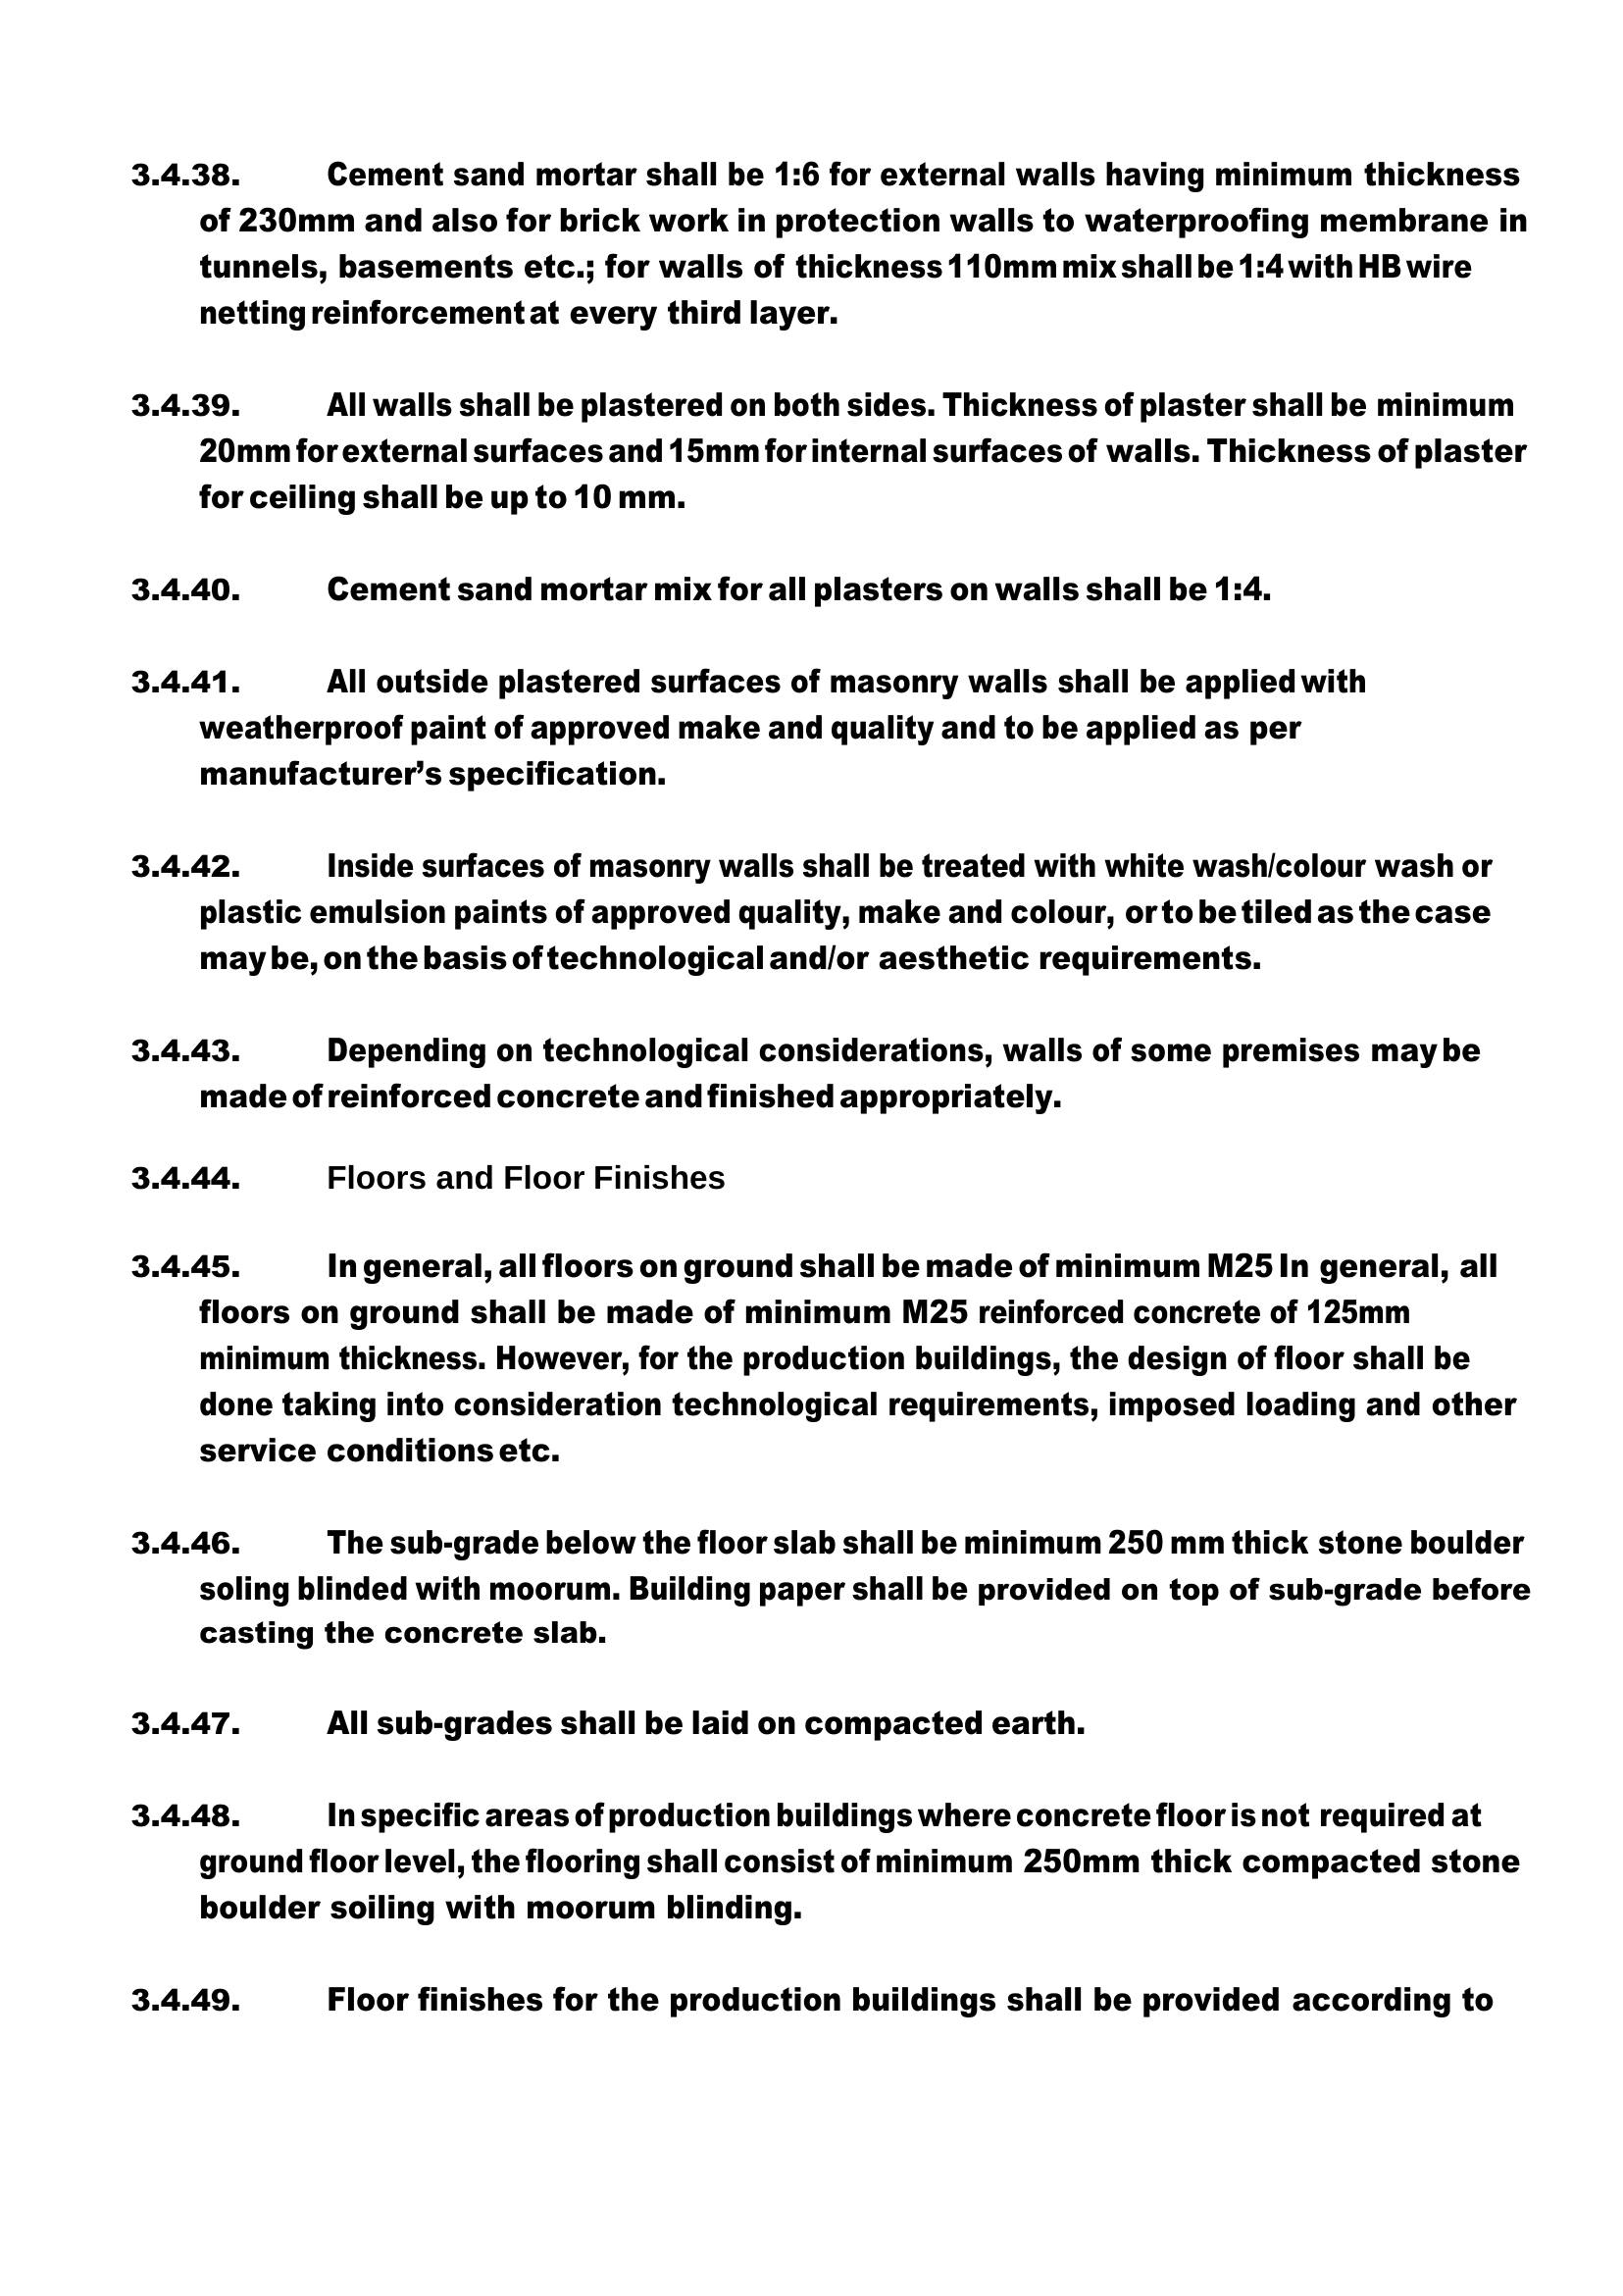 3.4.38. Cement sand mortar shall be 1:6 for external walls having minimum thickness
of 230mm and also for brick work in protection walls to waterproofing membrane in
tunnels, basements etc.; for walls of thickness 110mm mix shall be 1:4 with HB wire
netting reinforcement at every third layer.
3.4.39. All walls shall be plastered on both sides. Thickness of plaster shall be minimum
20mm for external surfaces and 15mm for internal surfaces of walls. Thickness of plaster
for ceiling shall be up to 10 mm.
3.4.40. Cement sand mortar mix for all plasters on walls shall be 1:4.
3.4.41. All outside plastered surfaces of masonry walls shall be applied with
weatherproof paint of approved make and quality and to be applied as per
manufacturer’s specification.
3.4.42. Inside surfaces of masonry walls shall be treated with white wash/colour wash or
plastic emulsion paints of approved quality, make and colour, or to be tiled as the case
may be, on the basis of technological and/or aesthetic requirements.
3.4.43. Depending on technological considerations, walls of some premises may be
made of reinforced concrete and finished appropriately.
3.4.44. Floors and Floor Finishes
3.4.45. In general, all floors on ground shall be made of minimum M25 In general, all
floors on ground shall be made of minimum M25 reinforced concrete of 125mm
minimum thickness. However, for the production buildings, the design of floor shall be
done taking into consideration technological requirements, imposed loading and other
service conditions etc.
3.4.46. The sub-grade below the floor slab shall be minimum 250 mm thick stone boulder
soling blinded with moorum. Building paper shall be provided on top of sub-grade before
casting the concrete slab.
3.4.47. All sub-grades shall be laid on compacted earth.
3.4.48. In specific areas of production buildings where concrete floor is not required at
ground floor level, the flooring shall consist of minimum 250mm thick compacted stone
boulder soiling with moorum blinding.
3.4.49. Floor finishes for the production buildings shall be provided according to